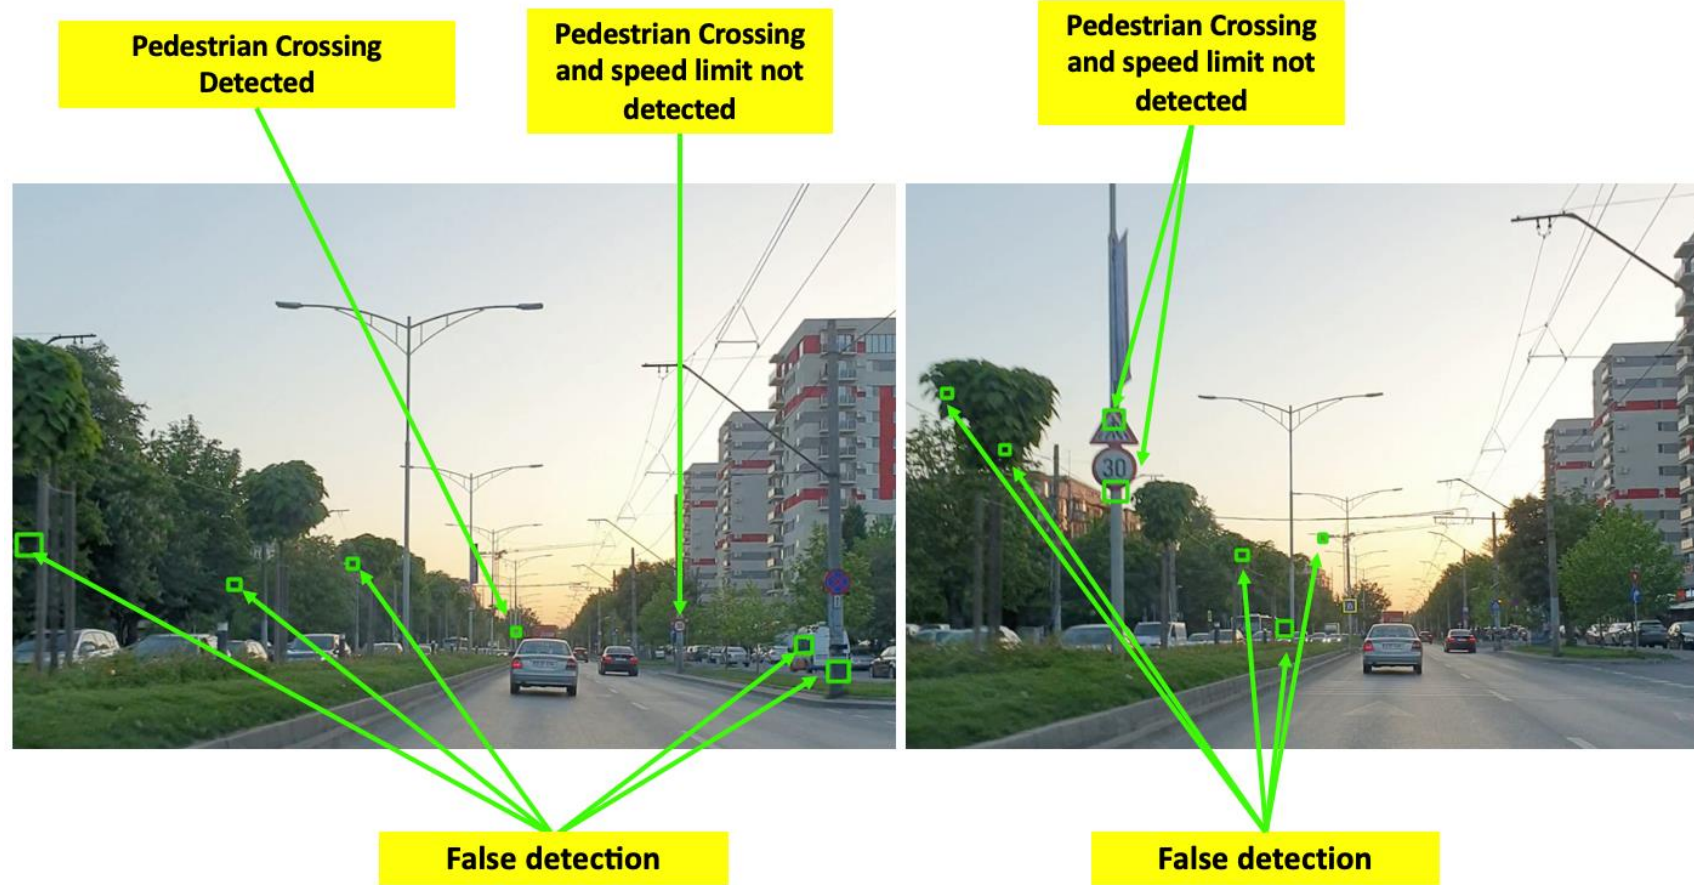 Pedestrian Crossing
Detected
Pedestrian Crossing
and speed limit not
detected
Pedestrian Crossing
and speed limit not
detected
30
False detection
False detection